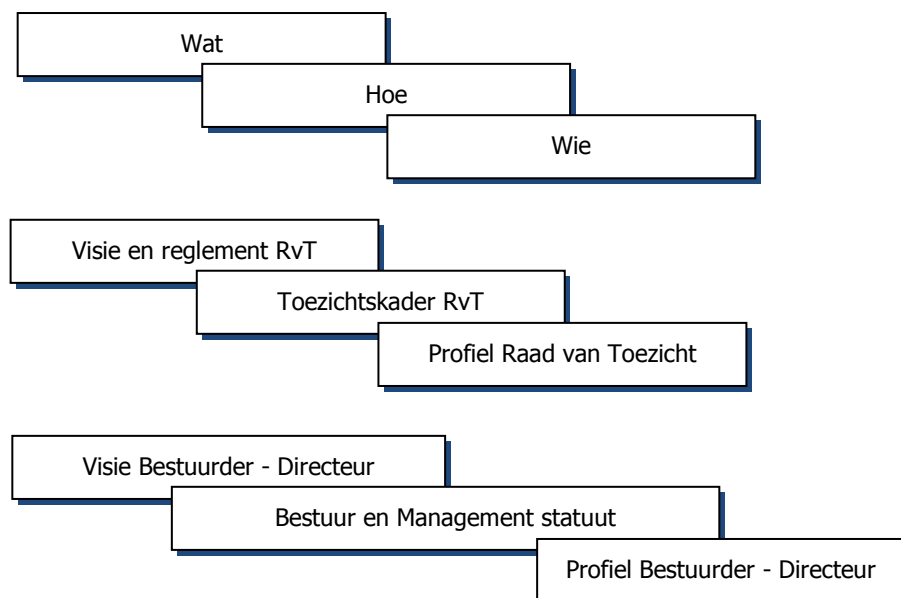 Wat
Hoe
Wie
Visie en reglement RvT
Toezichtskader RvT
Profiel Raad van Toezicht
Visie Bestuurder - Directeur
Bestuur en Management statuut
Profiel Bestuurder - Directeur